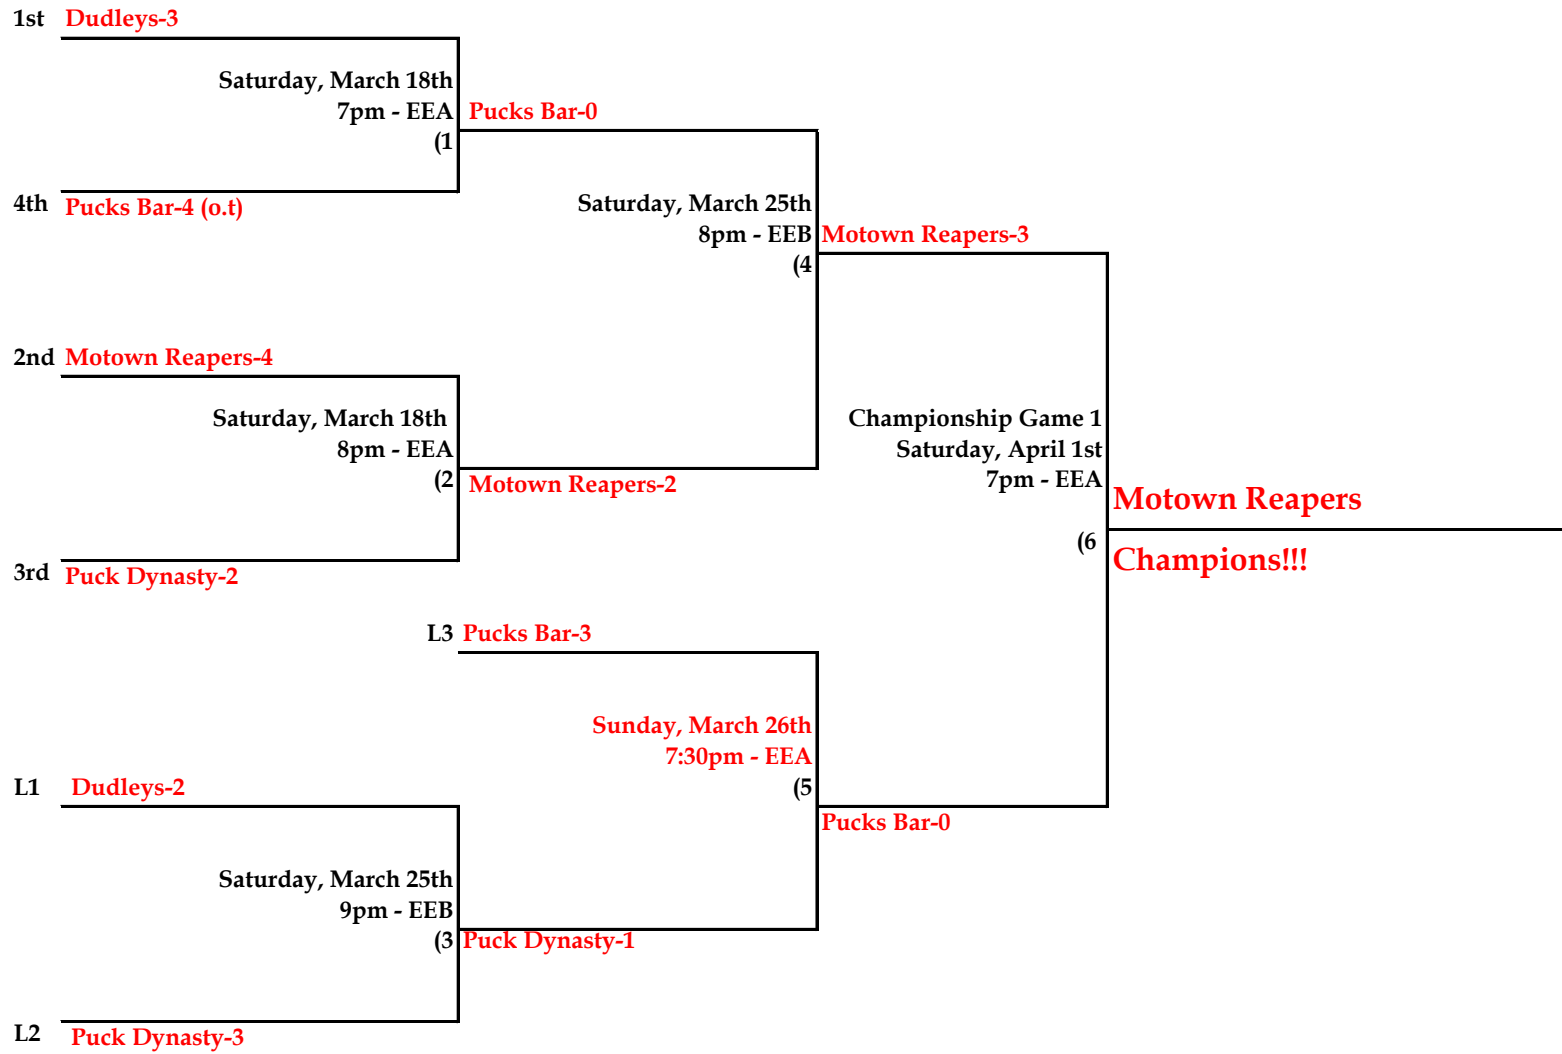 1st Dudleys-3
Saturday, March 18th
7pm - EEA
(1
Pucks Bar-0
4th Pucks Bar-4 (o.t)
Saturday, March 25th
8pm - EEB
(4
Motown Reapers-3
2nd Motown Reapers-4
Saturday, March 18th
8pm - EEA
(2
Motown Reapers-2
3rd Puck Dynasty-2
Championship Game 1
Saturday, April 1st
7pm - EEA
(6
Motown Reapers
Champions!!!
L3 Pucks Bar-3
Sunday, March 26th
7:30pm - EEA
(5
Pucks Bar-0
L1 Dudleys-2
Saturday, March 25th
9pm - EEB
(3
Puck Dynasty-1
L2 Puck Dynasty-3